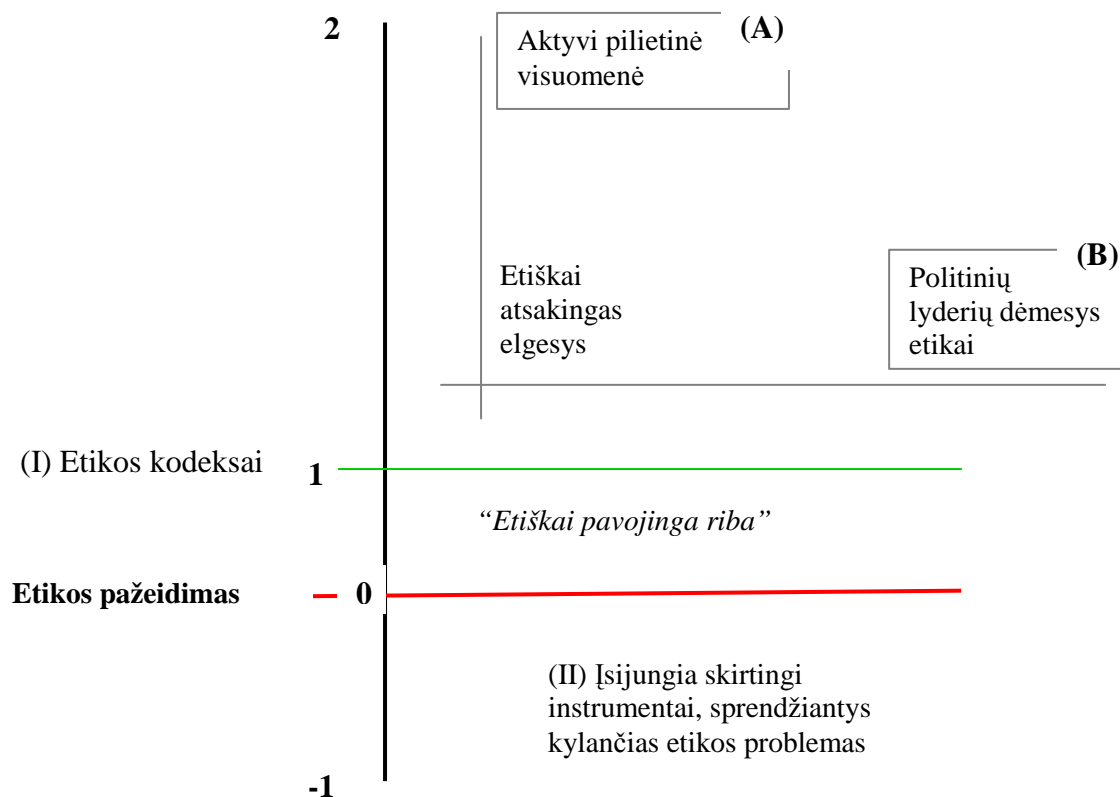 2
(A)
Aktyvi pilietinė
visuomenė
(B)
Etiškai
atsakingas
elgesys
Politinių
lyderių dėmesys
etikai
(I) Etikos kodeksai
1
“Etiškai pavojinga riba”
Etikos pažeidimas
0
(II) Įsijungia skirtingi
instrumentai, sprendžiantys
kylančias etikos problemas
-1